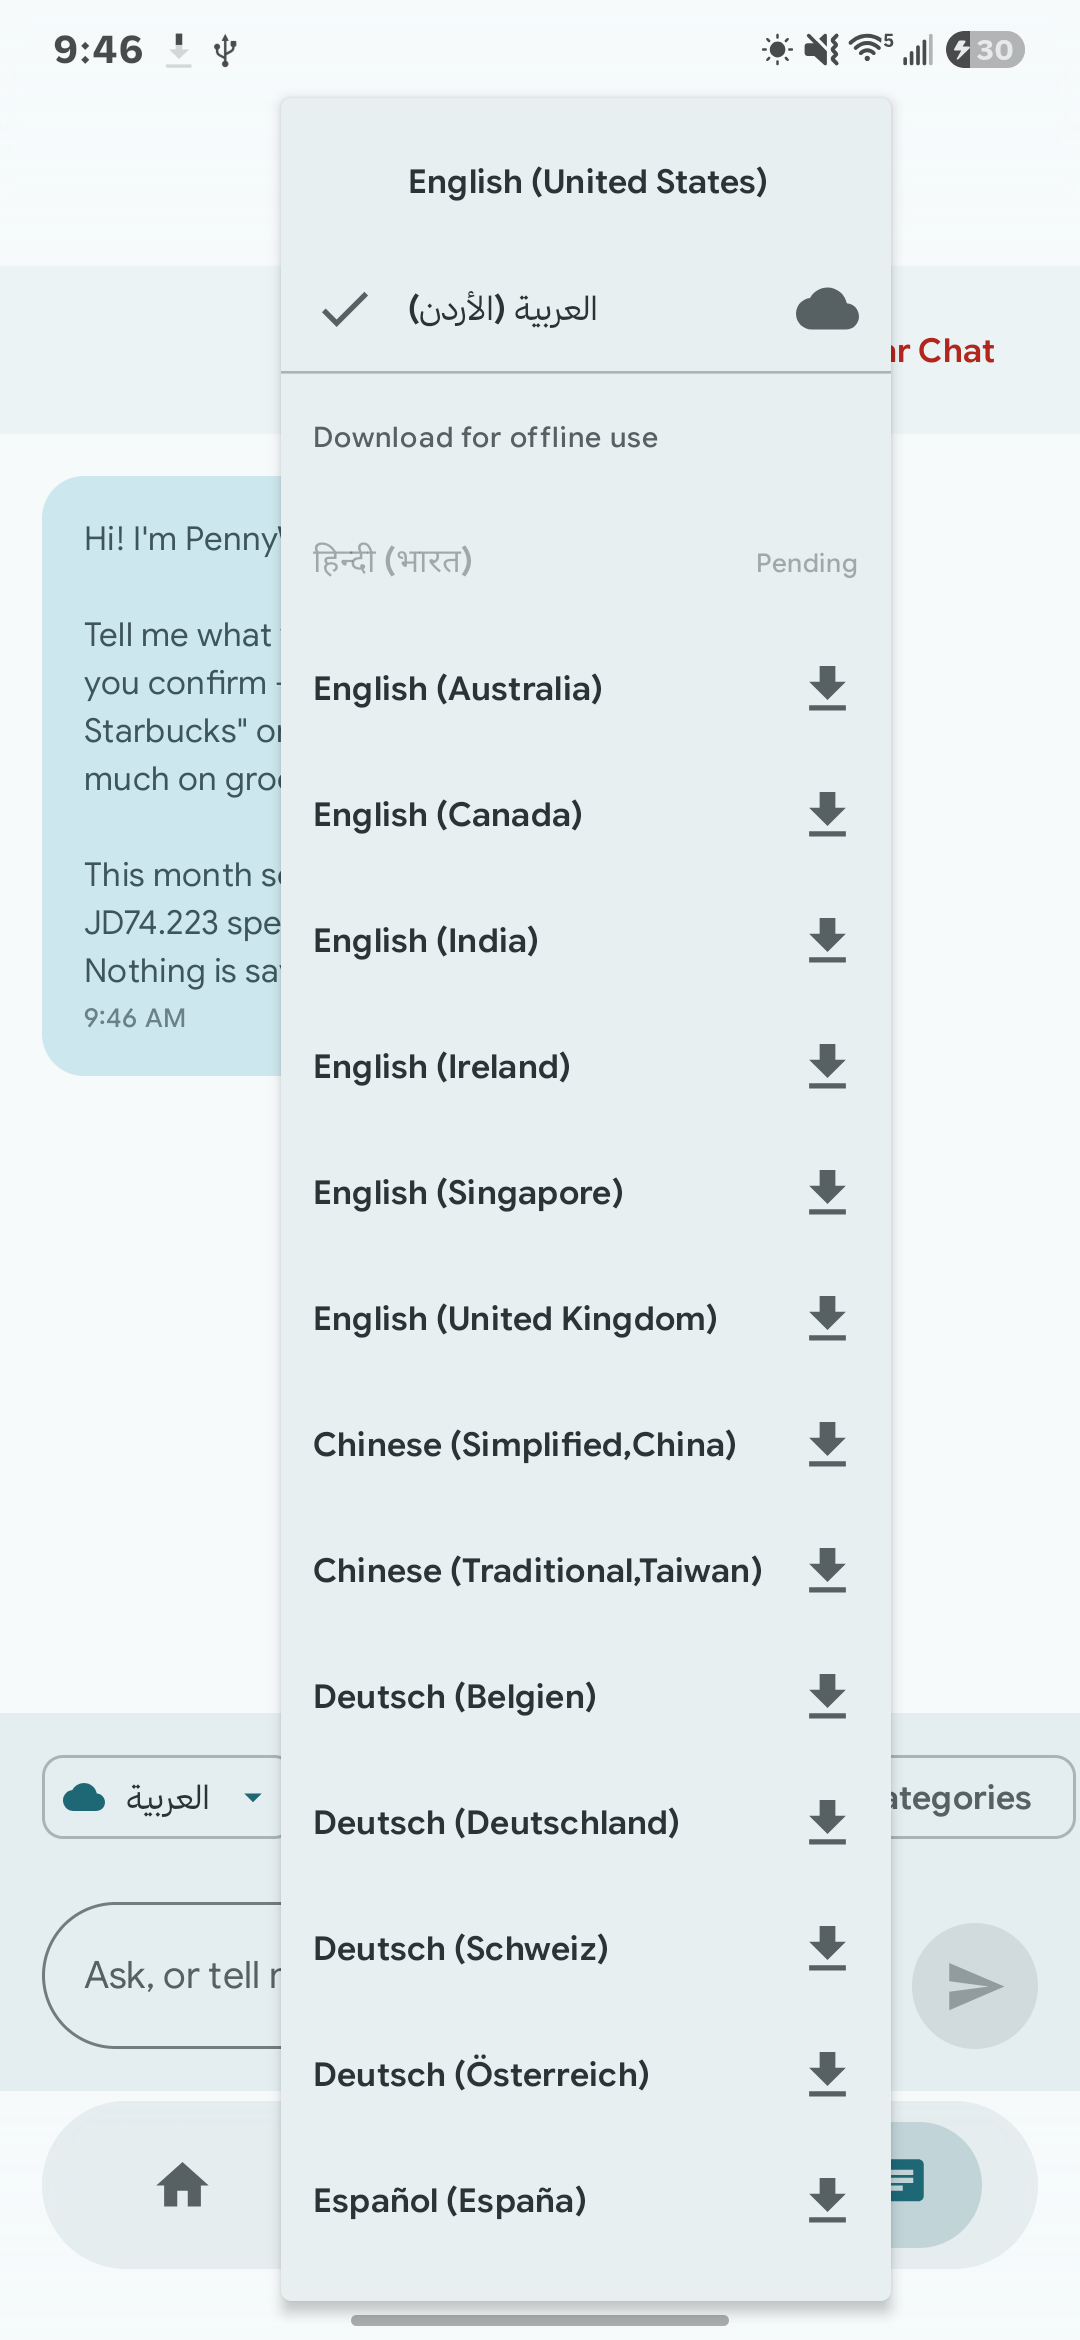 9:46
5
30
English (United States)
العربية (الأردن)
ar Chat
Download for offline use
हिन्दी (भारत)
Pending
Hi! I'm Penny
Tell me what
you confirm
Starbucks" or
much on gro
This month s
JD74.223 spe
Nothing is sa
9:46 AM
English (Australia)
English (Canada)
English (India)
English (Ireland)
English (Singapore)
English (United Kingdom)
Chinese (Simplified,China)
Chinese (Traditional,Taiwan)
Deutsch (Belgien)
العربية
ategories
Deutsch (Deutschland)
Deutsch (Schweiz)
Ask, or tell
Deutsch (Österreich)
Español (España)